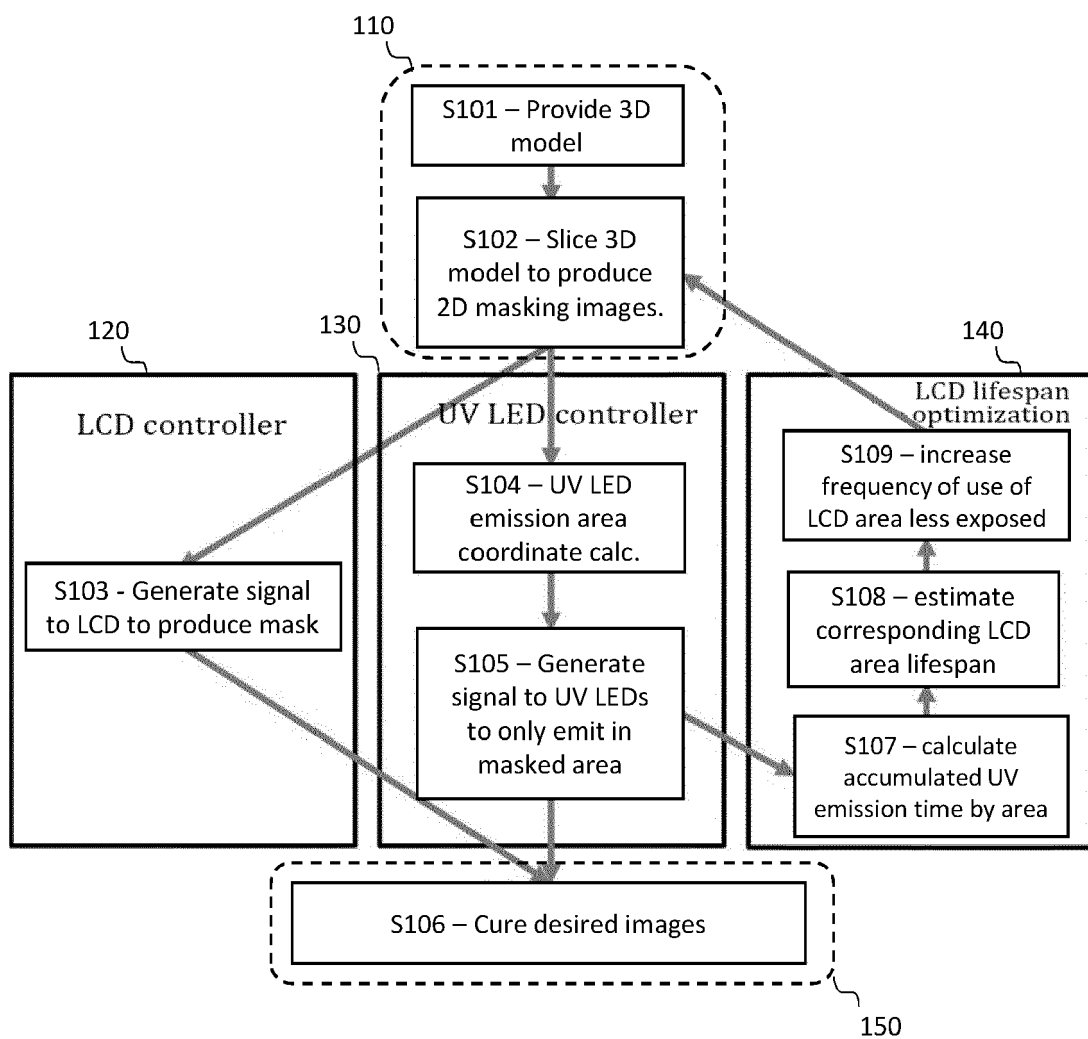 110
S101 – Provide 3D
model
S102 – Slice 3D
model to produce
2D masking images.
120
130
140
LCD controller
S103 - Generate signal
to LCD to produce mask
UV LED controller
S104 – UV LED
emission area
coordinate calc.
S105 – Generate
signal to UV LEDs
to only emit in
masked area
LCD lifespan
optimization
S109 – increase
frequency of use of
LCD area less exposed
S108 – estimate
corresponding LCD
area lifespan
S107 – calculate
accumulated UV
emission time by area
S106 – Cure desired images
150